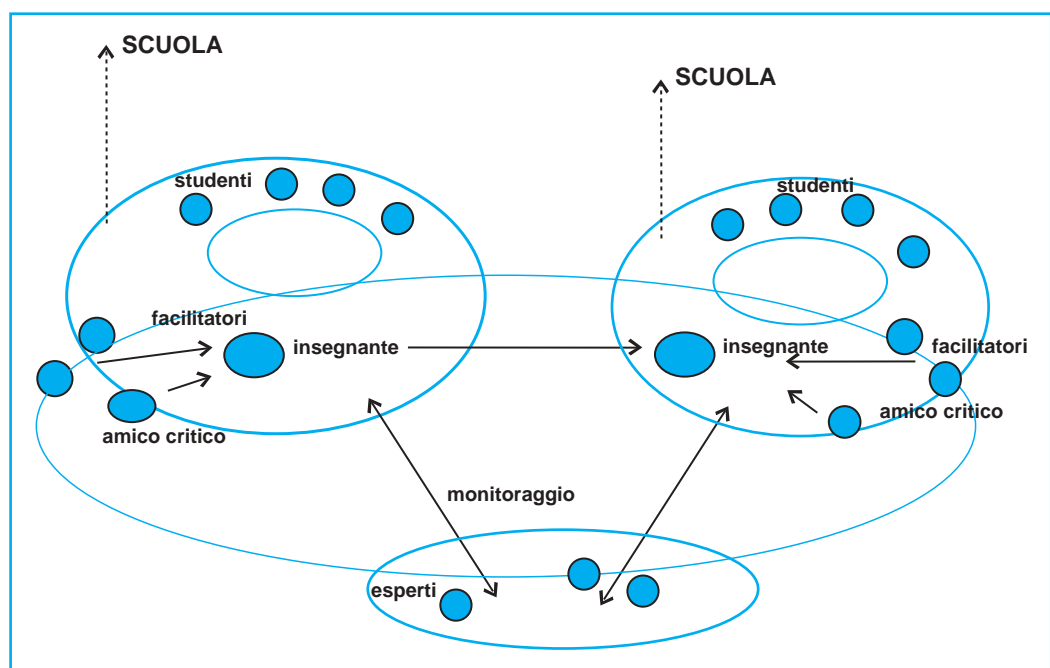 SCUOLA
SCUOLA
studenti
studenti
facilitatori
insegnante
insegnante
facilitatori
amico critico
amico critico
monitoraggio
esperti